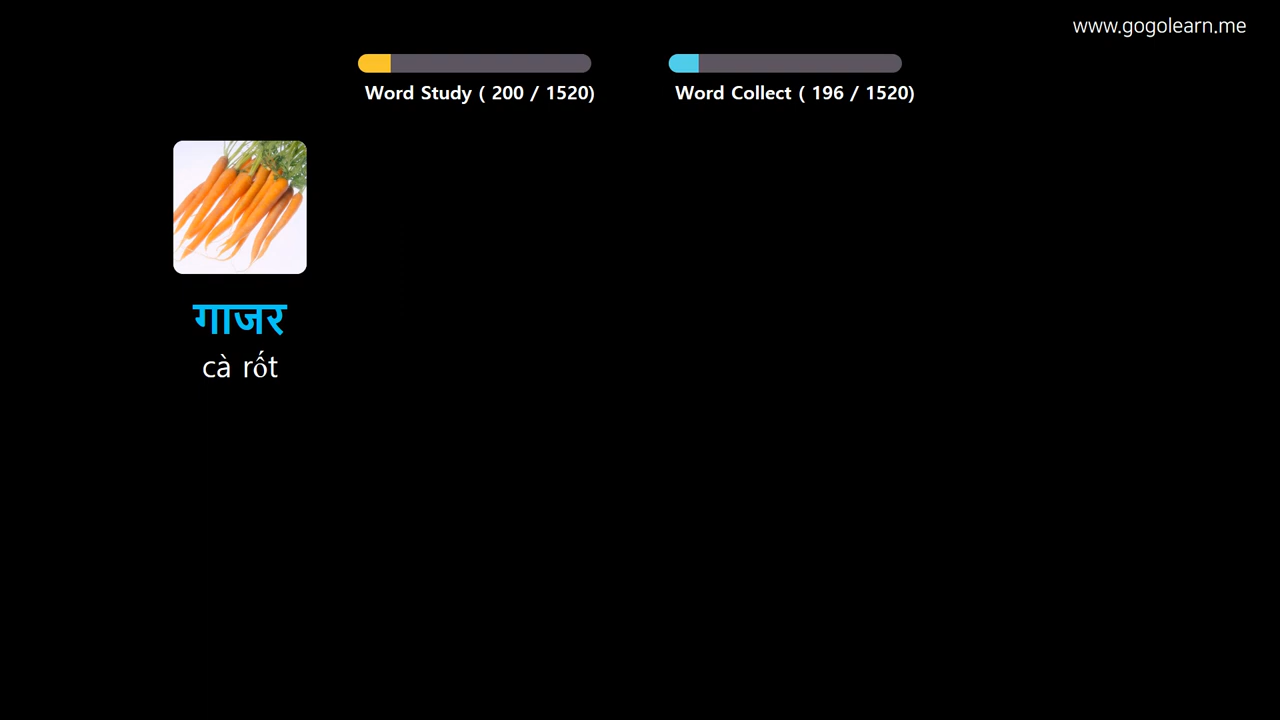 www.gogolearn.me
Word Study ( 200 / 1520)
Word Collect ( 196 / 1520)
गाजर
cà rốt